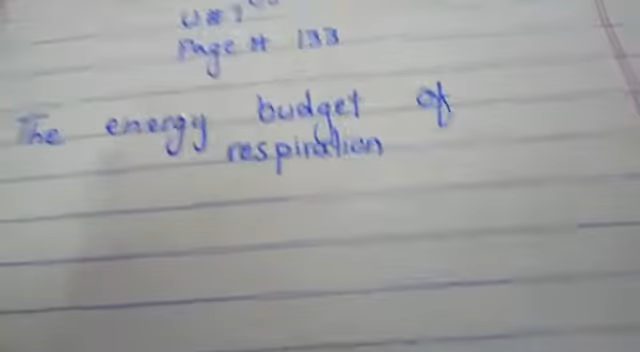 Page # 133
The energy budget of
respiration